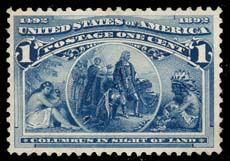 1492 1892
UNITED STATES OF AMERICA
POSTAGE ONE CENT
1 1
COLUMBUS IN SIGHT OF LAND